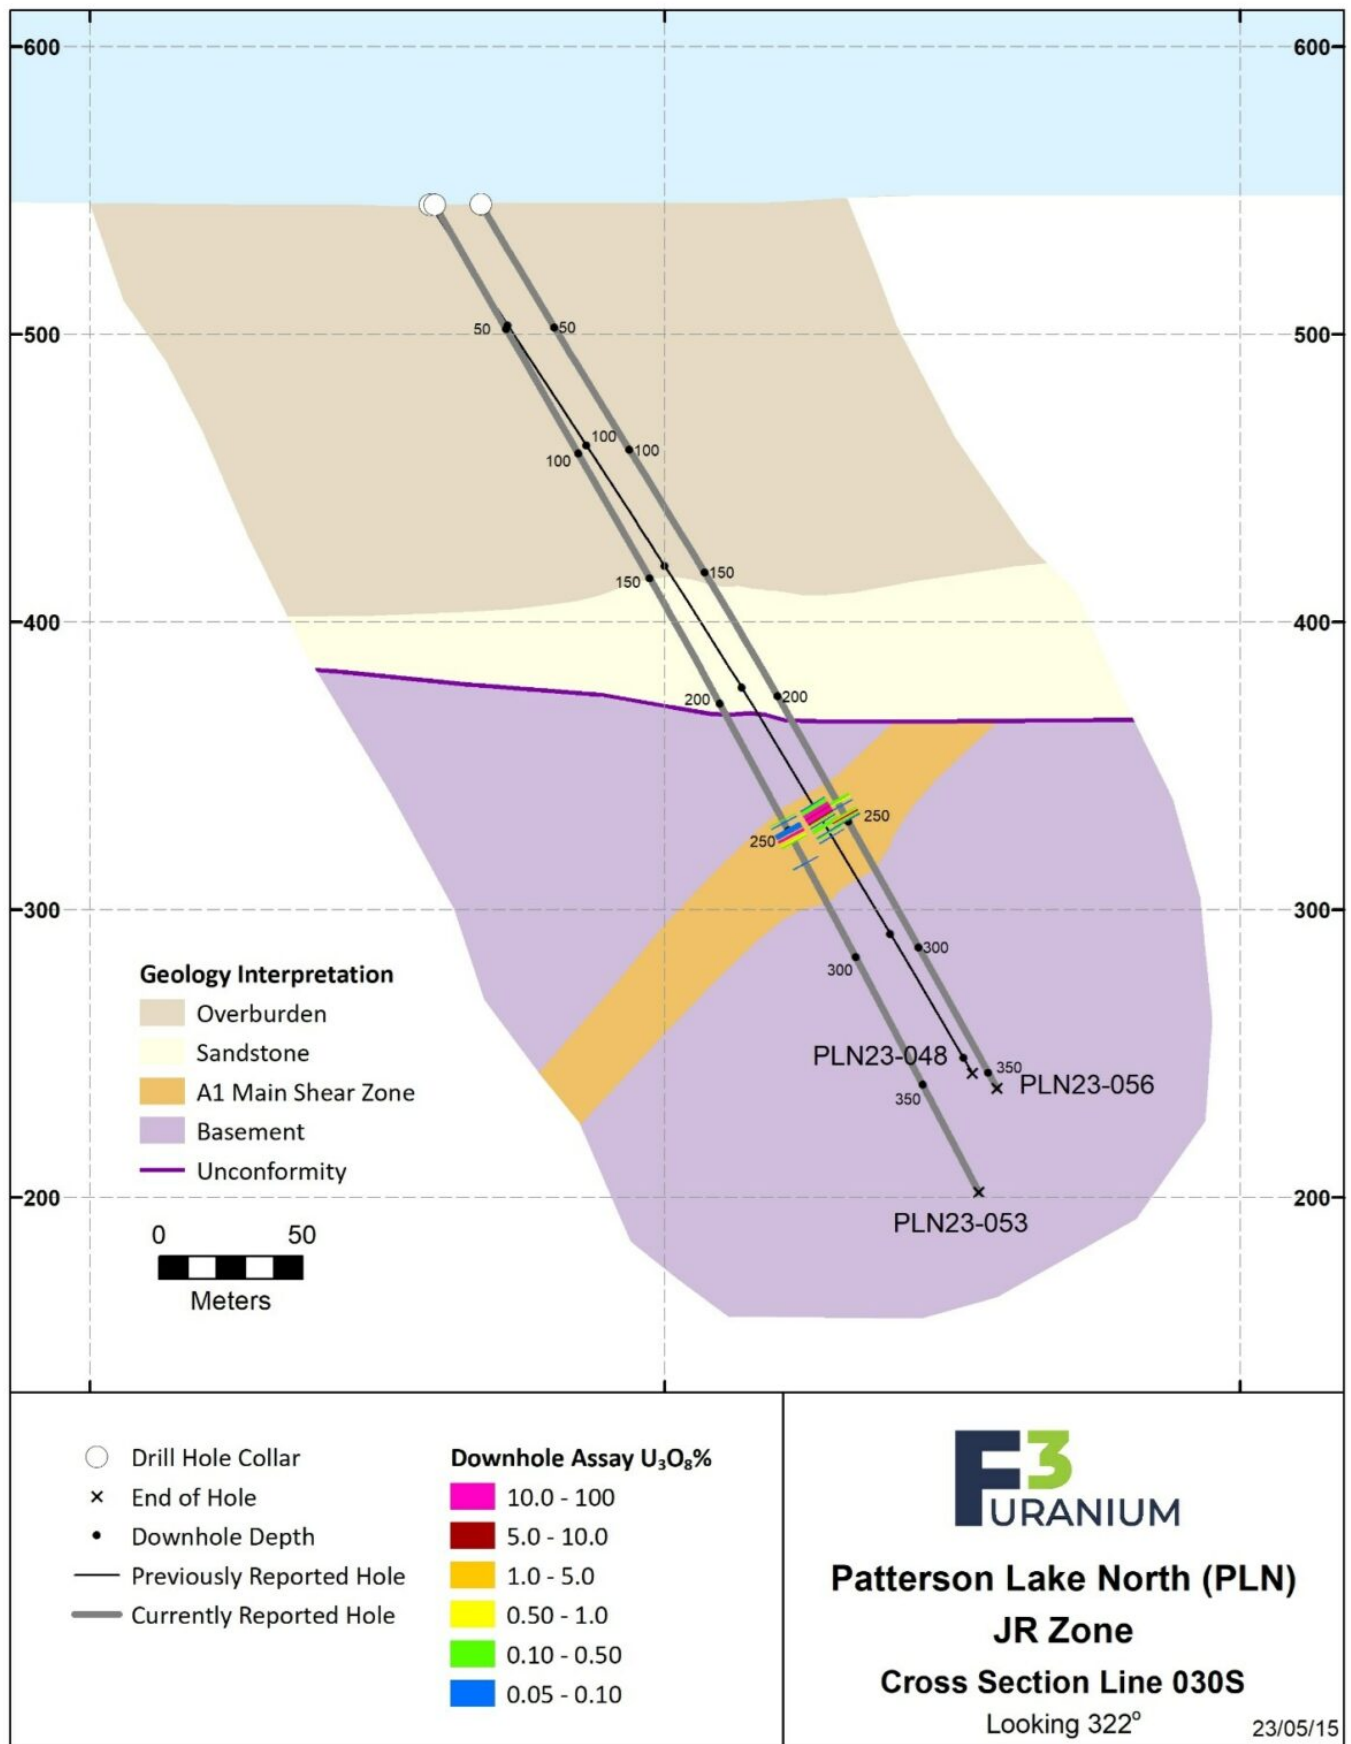 600
600
500
500
50
50
100
100
100
150
150
400
400
200
200
250
250
300
300
300
300
Geology Interpretation
Overburden
Sandstone
A1 Main Shear Zone
Basement
Unconformity
PLN23-048
350
PLN23-056
350
200
200
PLN23-053
0 50
Meters
Drill Hole Collar
End of Hole
Downhole Depth
Previously Reported Hole
Currently Reported Hole
Downhole Assay U₃O₈%
10.0 - 100
5.0 - 10.0
1.0 - 5.0
0.50 - 1.0
0.10 - 0.50
0.05 - 0.10
F3
URANIUM
Patterson Lake North (PLN)
JR Zone
Cross Section Line 030S
Looking 322°
23/05/15